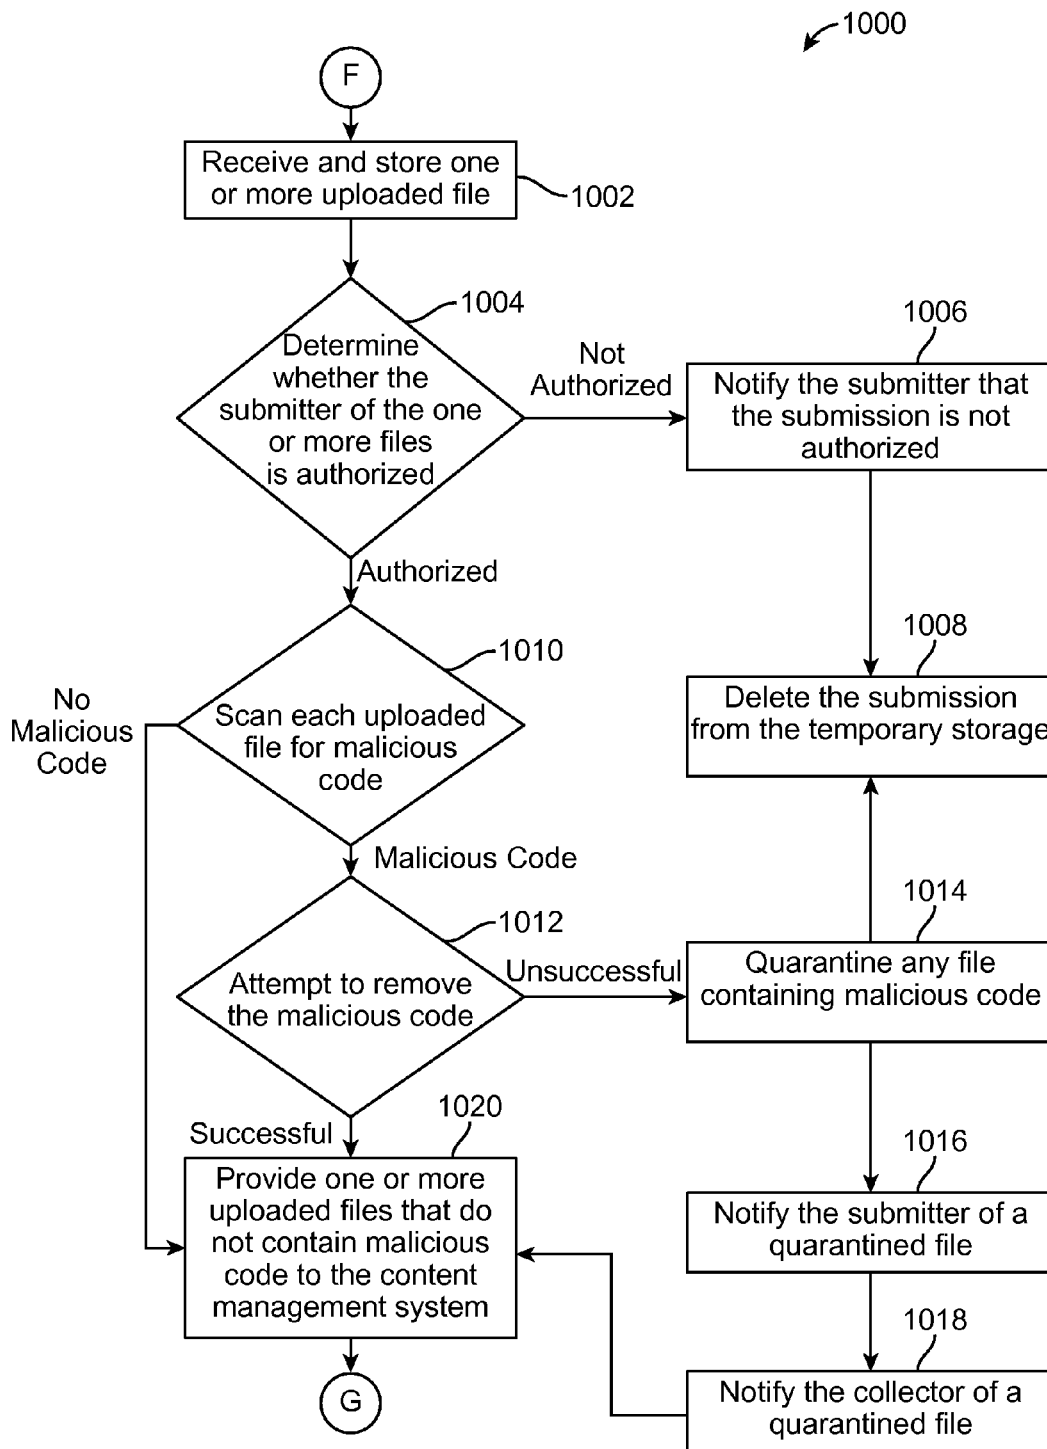 1000
F
Receive and store one
or more uploaded file
1002
1004
Determine
whether the
submitter of the one
or more files
is authorized
Not
Authorized
1006
Notify the submitter that
the submission is not
authorized
Authorized
1008
Delete the submission
from the temporary storage
1010
Scan each uploaded
file for malicious
code
No
Malicious
Code
Malicious Code
1012
Attempt to remove
the malicious code
Unsuccessful
1014
Quarantine any file
containing malicious code
Successful
1020
Provide one or more
uploaded files that do
not contain malicious
code to the content
management system
1016
Notify the submitter of a
quarantined file
1018
Notify the collector of a
quarantined file
G